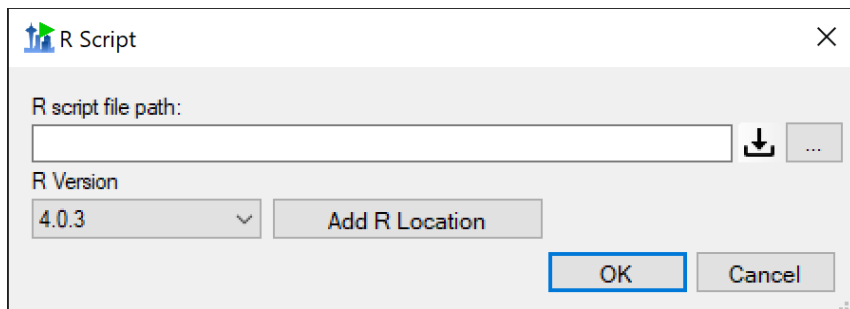 R Script
R script file path:
...
R Version
4.0.3
Add R Location
OK
Cancel